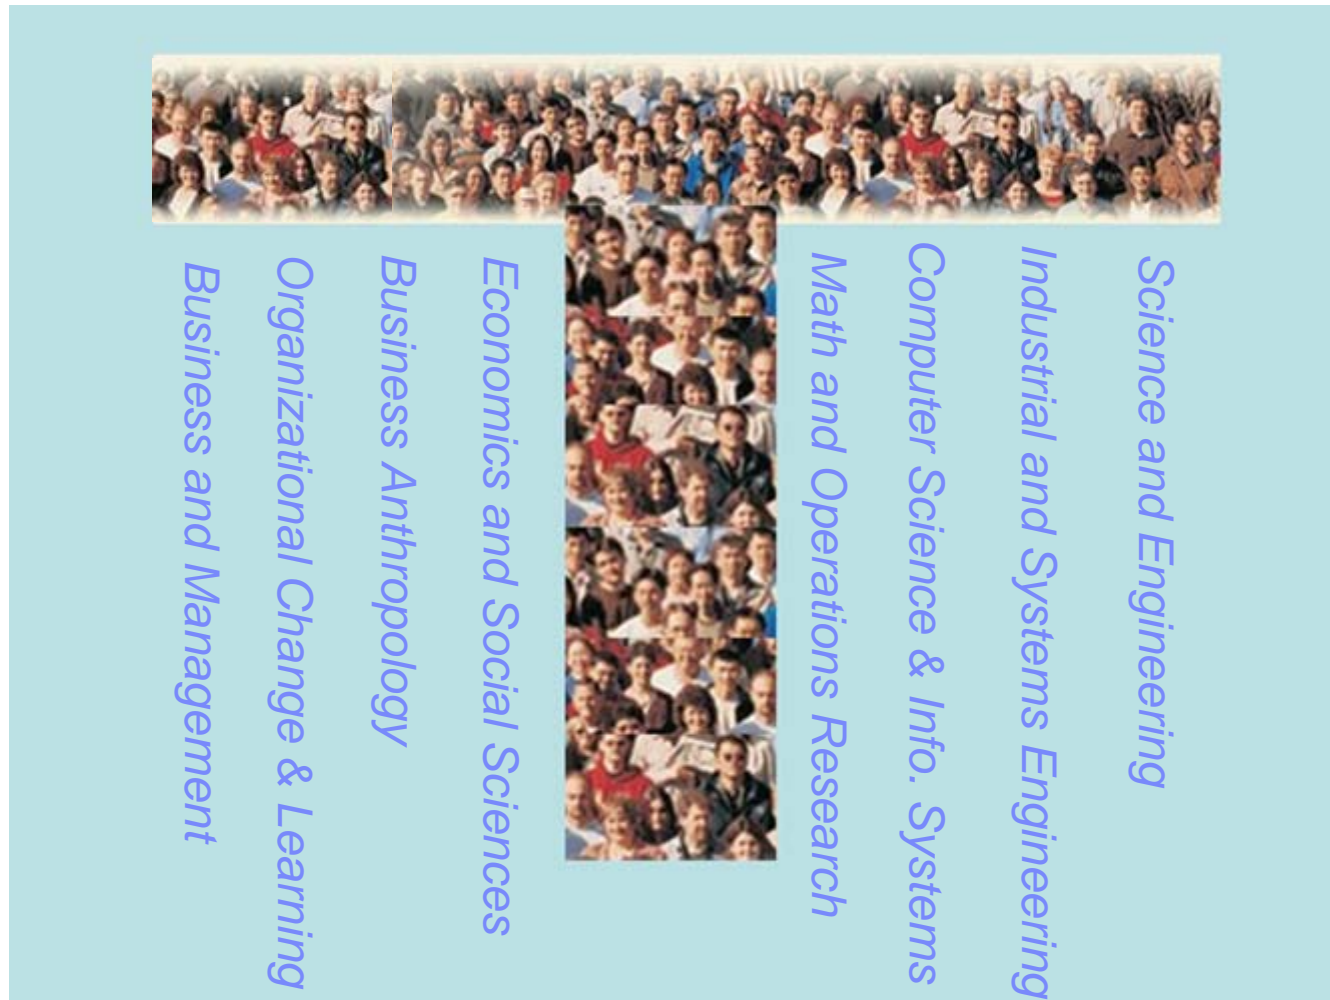 Business and Management
Organizational Change & Learning
Business Anthropology
Economics and Social Sciences
Math and Operations Research
Computer Science & Info. Systems
Industrial and Systems Engineering
Science and Engineering